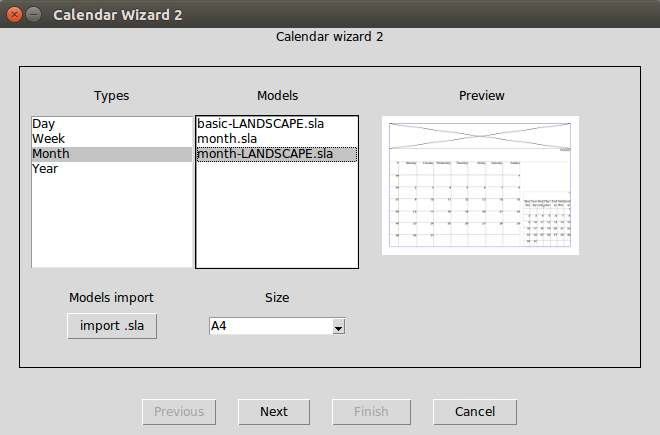 Calendar Wizard 2
Calendar wizard 2
Types
Models
Preview
Day
Week
Month
Year
basic-LANDSCAPE.sla
month.sla
month-LANDSCAPE.sla
Models import
Size
import .sla
A4
Previous
Next
Finish
Cancel